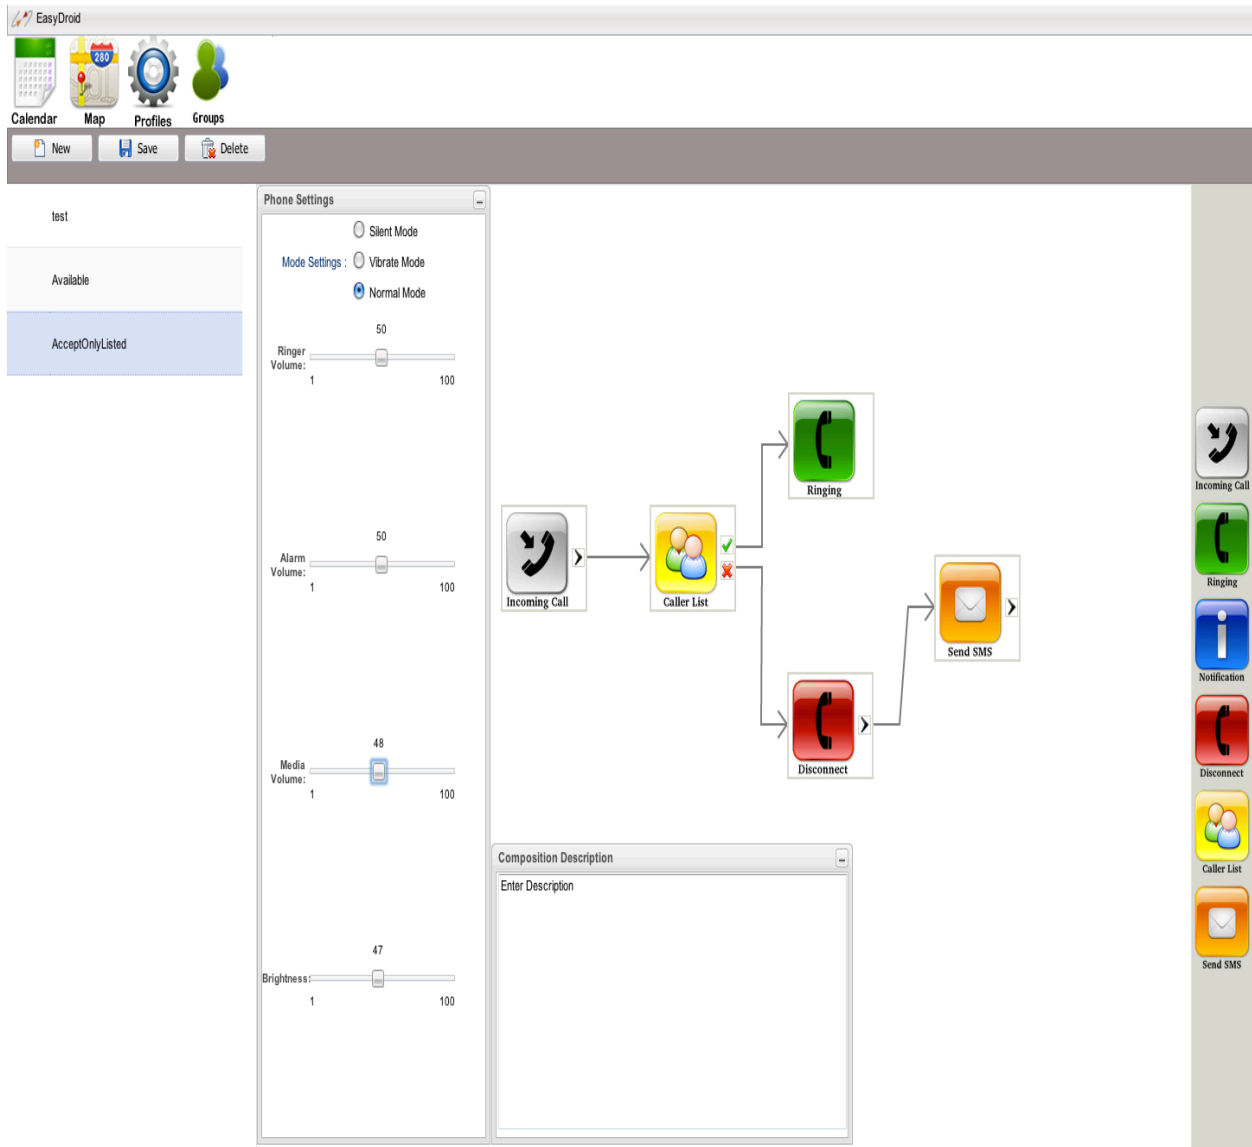 EasyDroid
280
Calendar Map Profiles Groups
New Save Delete
test
Available
AcceptOnlyListed
Phone Settings
Silent Mode
Mode Settings : Vibrate Mode
Normal Mode
50
Ringer
Volume:
1 100
50
Alarm
Volume:
1 100
48
Media
Volume:
1 100
47
Brightness:
1 100
Ringing
Incoming Call
Caller List
Send SMS
Disconnect
Composition Description
Enter Description
Incoming Call
Ringing
Notification
Disconnect
Caller List
Send SMS